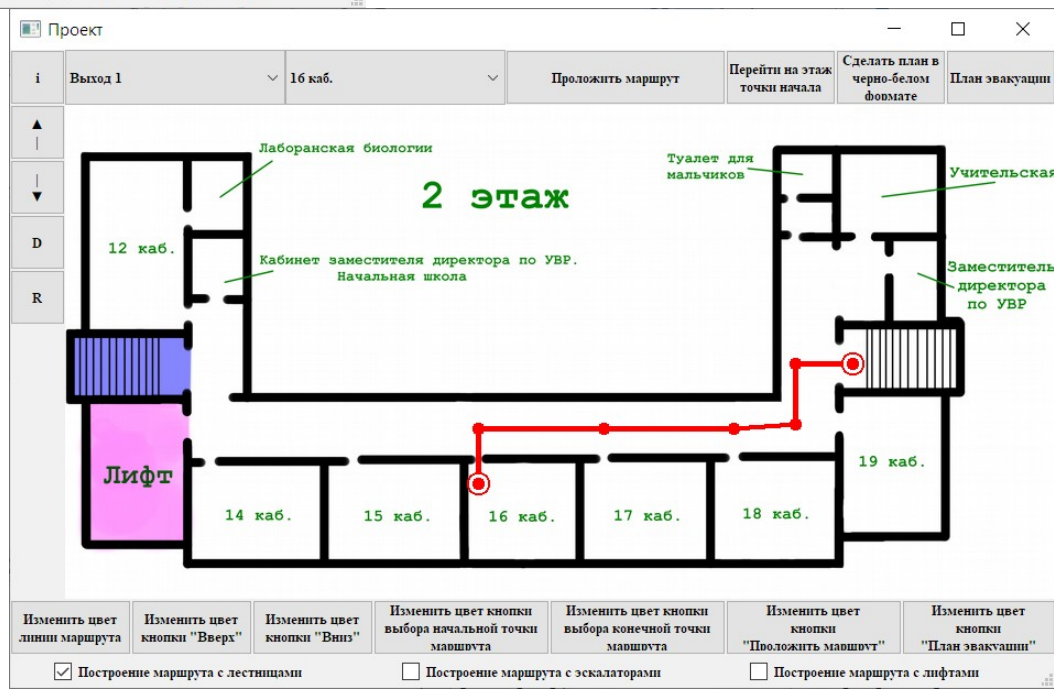 Проект
i
Выход 1
16 каб.
Проложить маршрут
Перейти на этаж
точки начала
Сделать план в
черно-белом
формате
План эвакуации
D
R
Лаборанская биологии
2 этаж
Туалет для
мальчиков
Учительская
12 каб.
Кабинет заместителя директора по УВР.
Начальная школа
Заместитель
директора
по УВР
Лифт
14 каб.
15 каб.
16 каб.
17 каб.
18 каб.
19 каб.
Изменить цвет
линии маршрута
Изменить цвет
кнопки "Вверх"
Изменить цвет
кнопки "Вниз"
Изменить цвет кнопки
выбора начальной точки
маршрута
Изменить цвет кнопки
выбора конечной точки
маршрута
Изменить цвет
кнопки
"Проложить маршрут"
Изменить цвет
кнопки
"План эвакуации"
Построение маршрута с лестницами
Построение маршрута с эскалаторами
Построение маршрута с лифтами